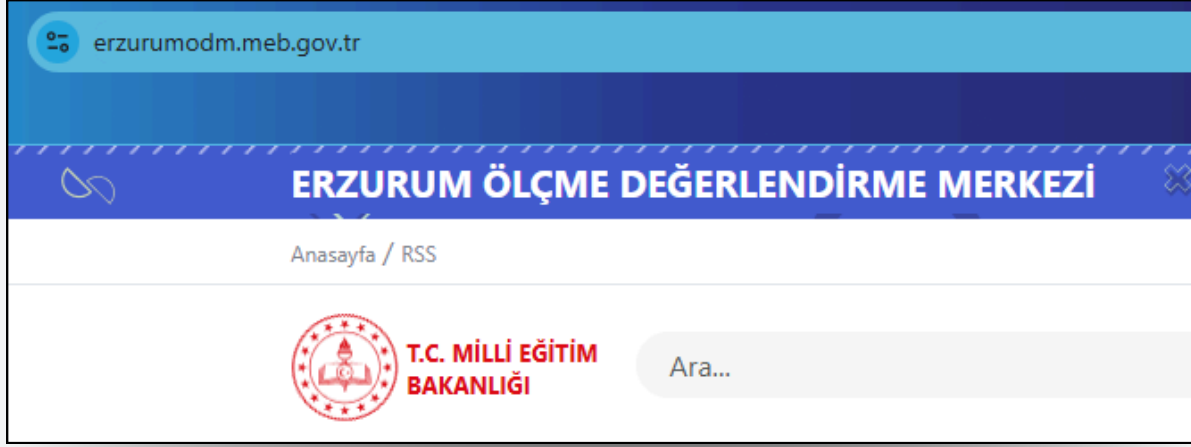 erzurumodm.meb.gov.tr
ERZURUM ÖLÇME DEĞERLENDİRME MERKEZİ
Anasayfa / RSS
T.C. MİLLİ EĞİTİM
BAKANLIĞI
Ara...